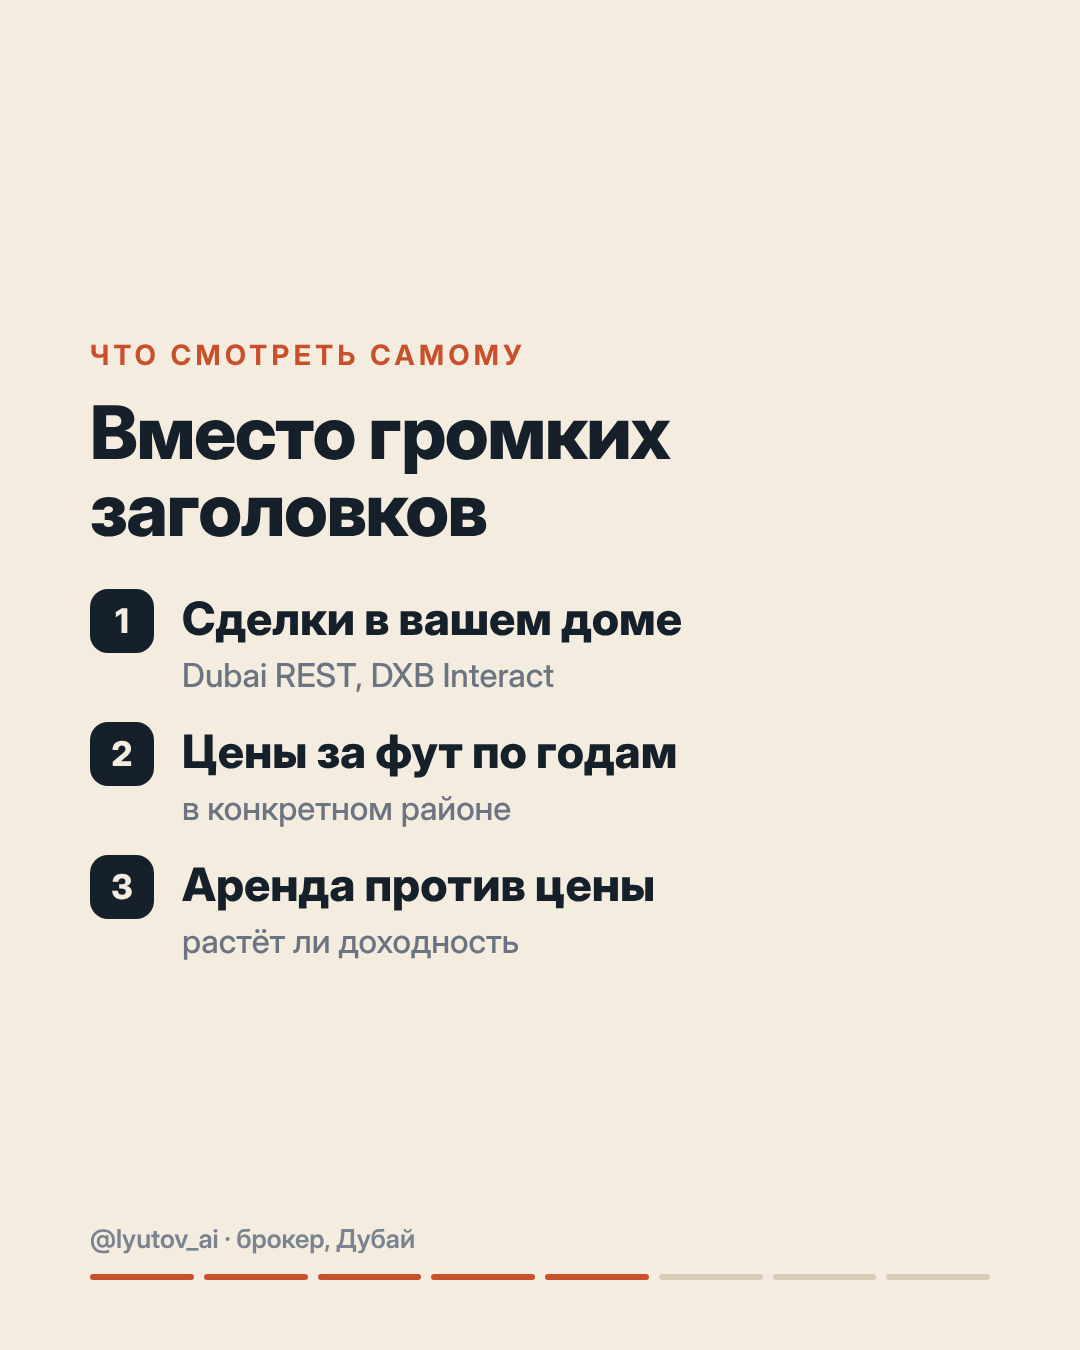 ЧТО СМОТРЕТЬ САМОМУ
Вместо громких
заголовков
1 Сделки в вашем доме
Dubai REST, DXB Interact
2 Цены за фут по годам
в конкретном районе
3 Аренда против цены
растёт ли доходность
@lyutov_ai · брокер, Дубай